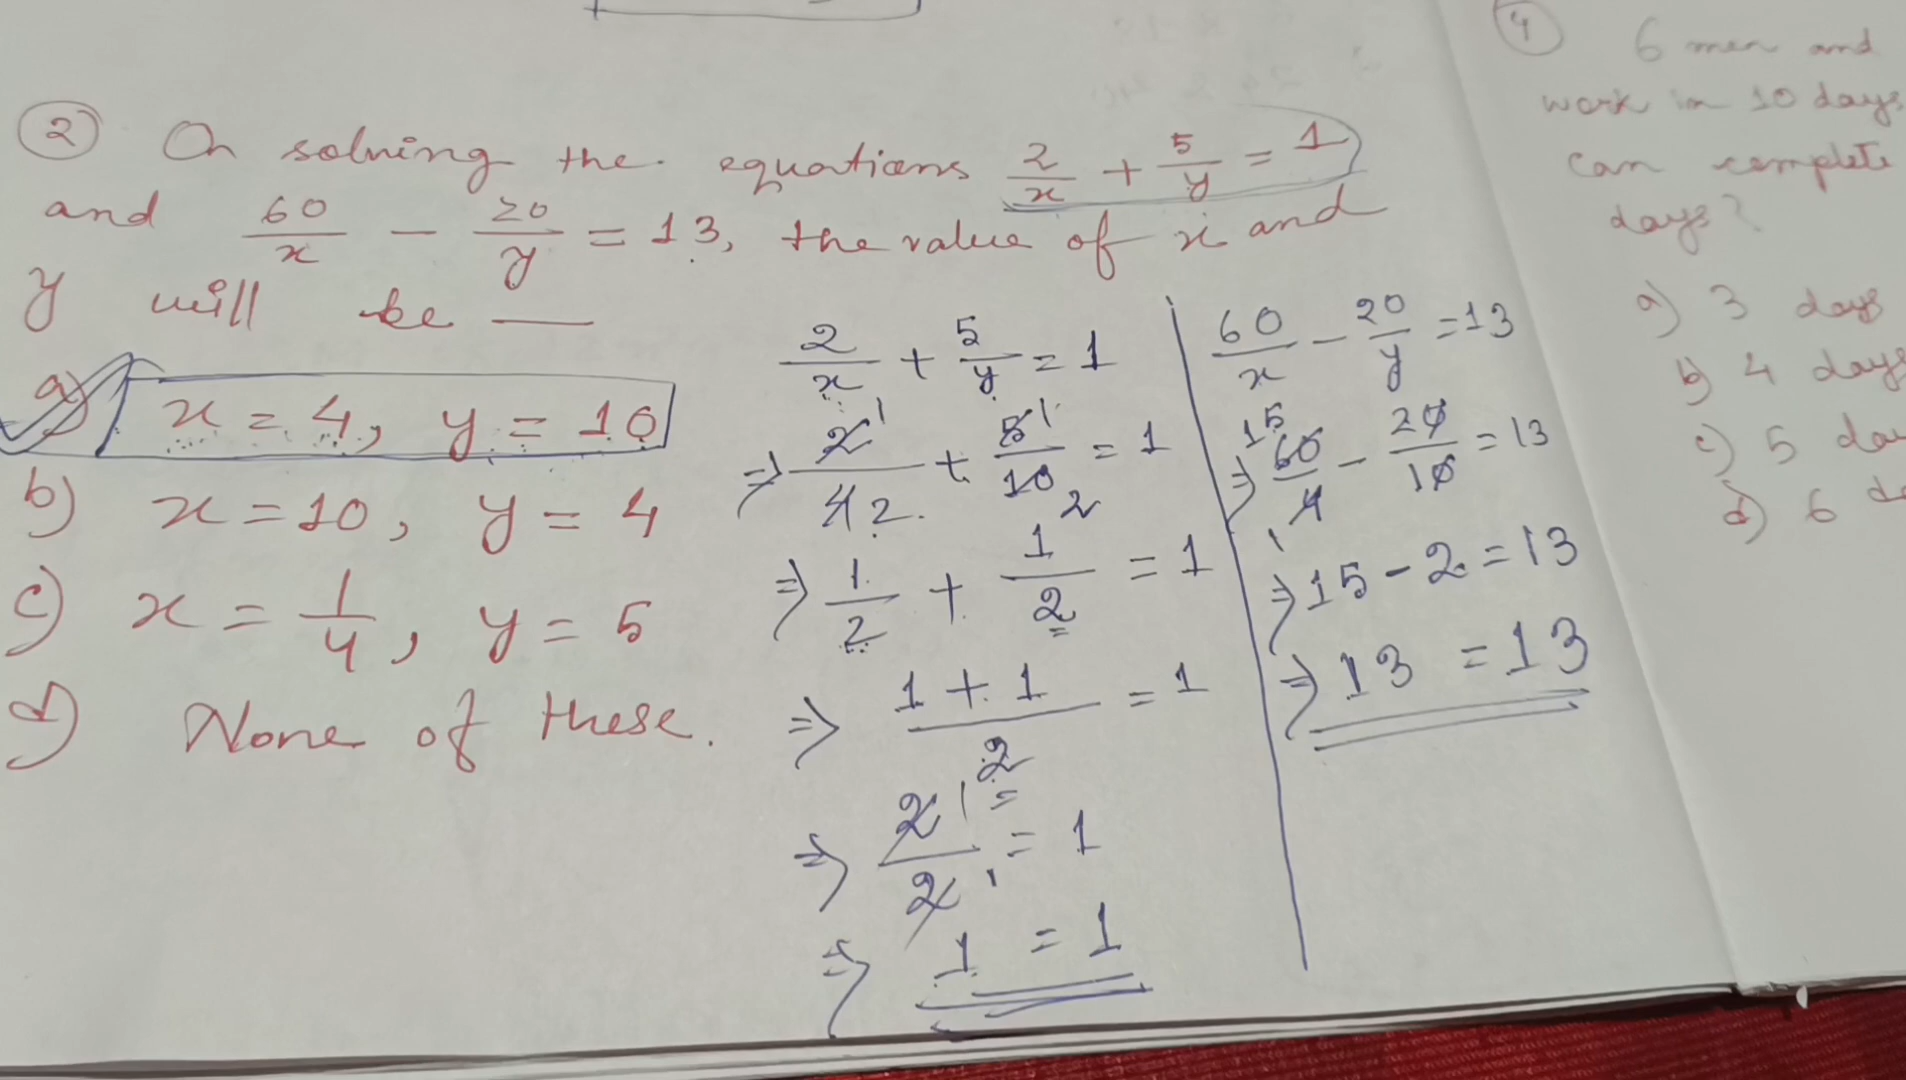 ② On solving the equations 2/x + 5/y = 1
and 60/x - 20/y = 13, the value of x and
y will be ___
a) x = 4, y = 10
b) x = 10, y = 4
c) x = 1/4, y = 5
d) None of these.
2/x + 5/y = 1
⇒ 2/4 + 5/10 = 1
⇒ 1/2 + 1/2 = 1
⇒ 1 + 1/2 = 1
⇒ 2/2 = 1
⇒ 1 = 1
60/x - 20/y = 13
⇒ 60/4 - 20/10 = 13
⇒ 15 - 2 = 13
⇒ 13 = 13
④ 6 men and
work in 10 days
can complete
days?
a) 3 days
b) 4 days
c) 5 da
d) 6 d